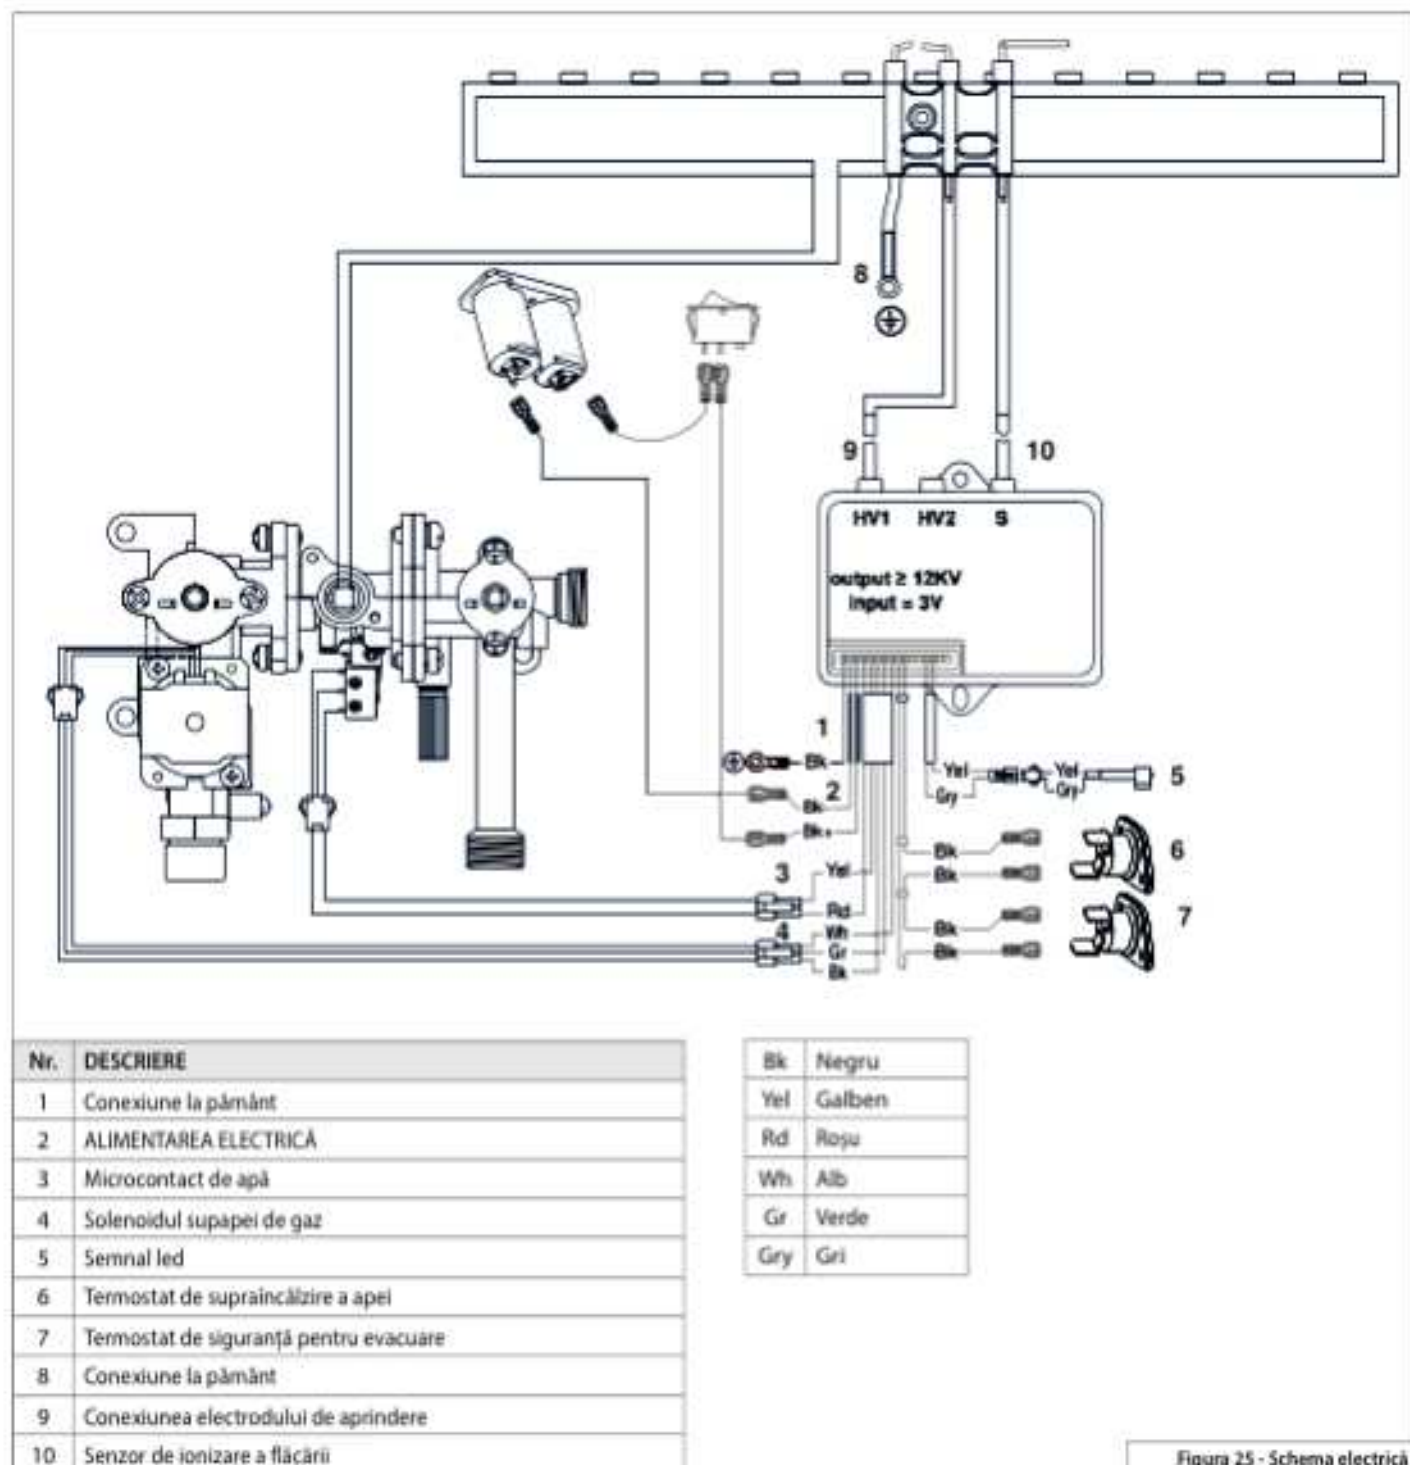 8
9
10
HV1 HV2 S
output ≥ 12KV
input = 3V
1
Bk
2
Bk
Bk
Yel
Gry
Yel
Gry
5
3
Yel
Rd
4
Wh
Gr
Bk
Bk
Bk
6
Bk
Bk
7
Nr. DESCRIERE
1 Conexiune la pământ
2 ALIMENTAREA ELECTRICĂ
3 Microcontact de apă
4 Solenoidul supapei de gaz
5 Semnal led
6 Termostat de supraîncălzire a apei
7 Termostat de siguranță pentru evacuare
8 Conexiune la pământ
9 Conexiunea electrodului de aprindere
10 Senzor de ionizare a flăcării
Bk Negru
Yel Galben
Rd Roșu
Wh Alb
Gr Verde
Gry Gri
Figura 25 - Schema electrică